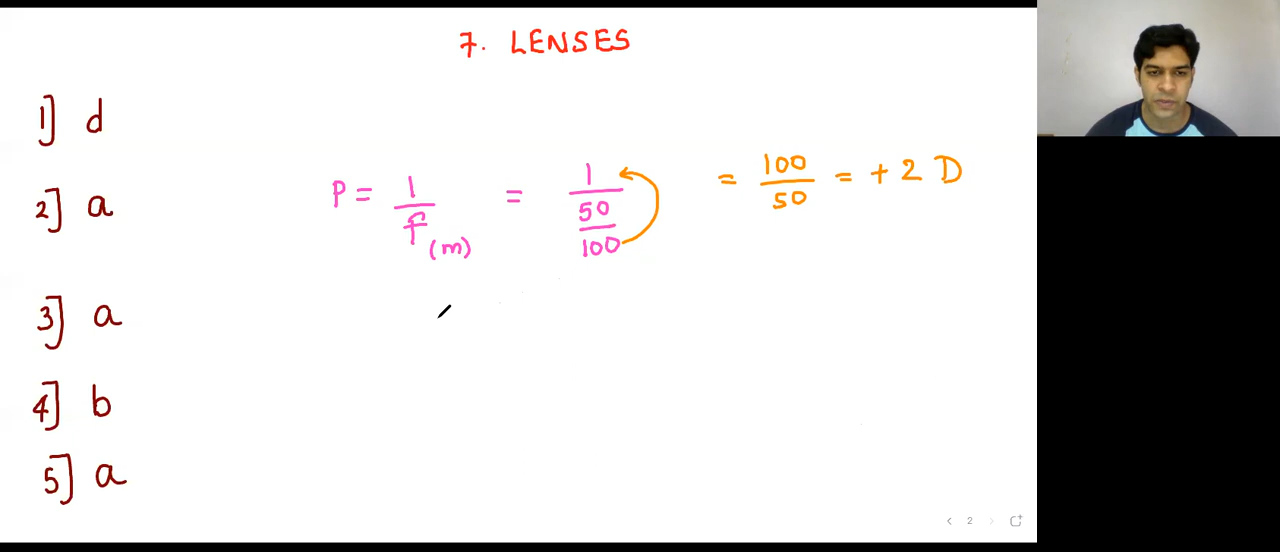 7. LENSES
1] d
2] a
P = 1/f(m) = 1/(50/100) = 100/50 = + 2 D
3] a
4] b
5] a
2